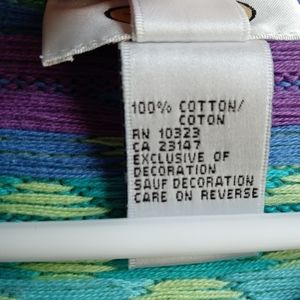 100% COTTON/
COTON
RN 10323
CA 23147
EXCLUSIVE OF
DECORATION
SAUF DECORATION
CARE ON REVERSE